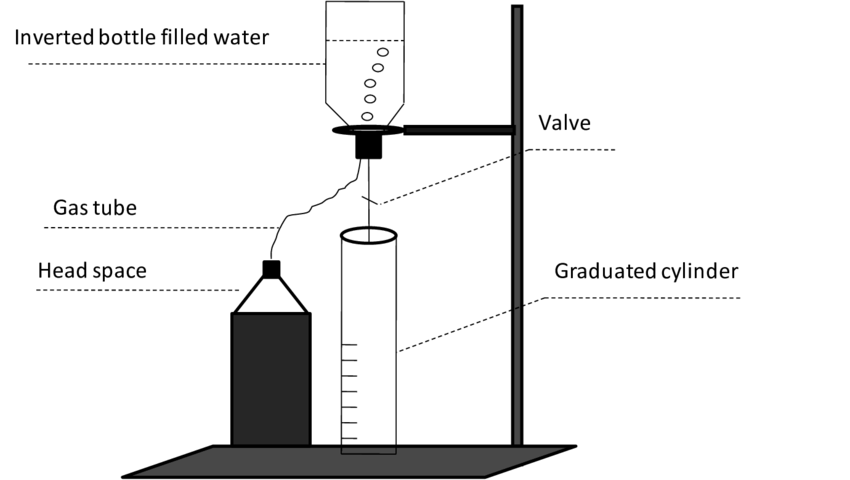 Inverted bottle filled water
Valve
Gas tube
Head space
Graduated cylinder